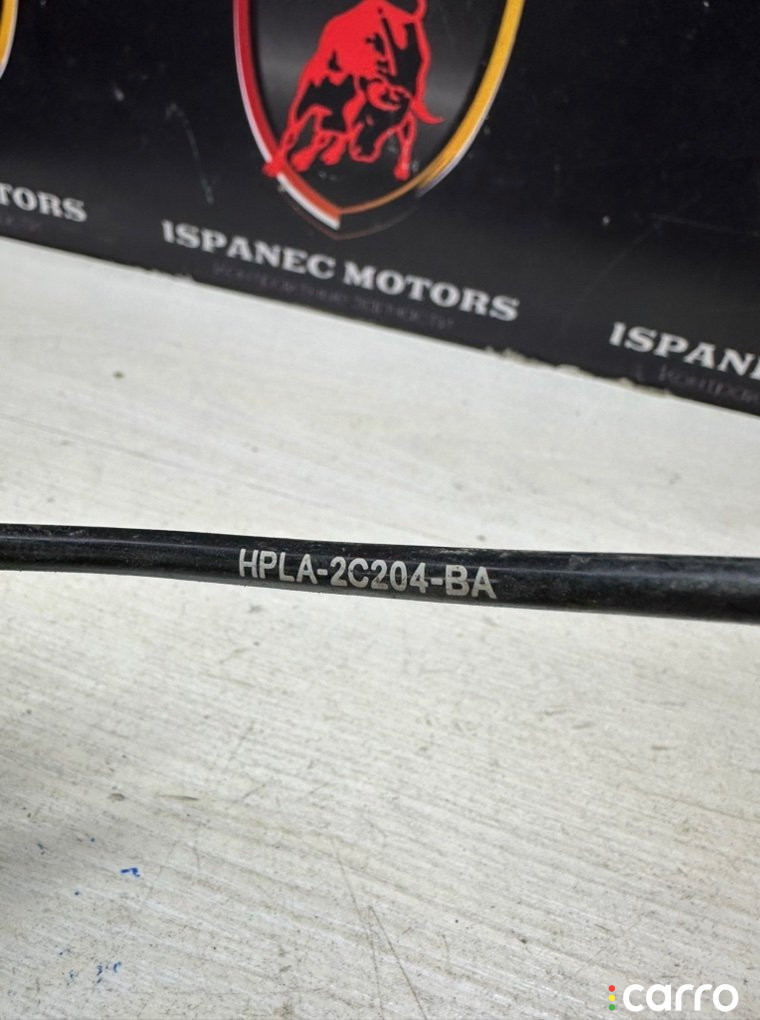 TORS
ISPANEC MOTORS
ISPANE
HPLA-2C204-BA
carro